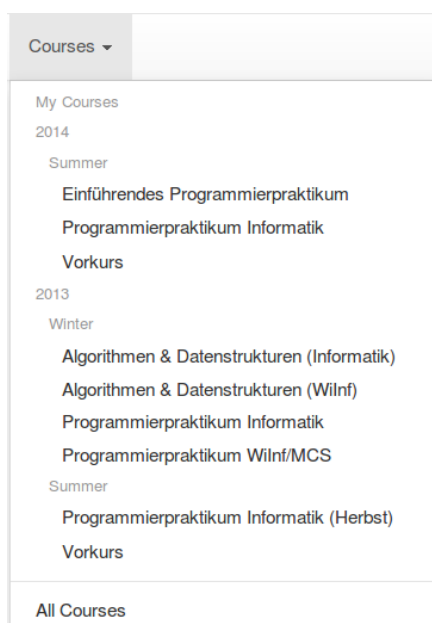 Courses
My Courses
2014
Summer
Einführendes Programmierpraktikum
Programmierpraktikum Informatik
Vorkurs
2013
Winter
Algorithmen & Datenstrukturen (Informatik)
Algorithmen & Datenstrukturen (WiInf)
Programmierpraktikum Informatik
Programmierpraktikum WiInf/MCS
Summer
Programmierpraktikum Informatik (Herbst)
Vorkurs
All Courses